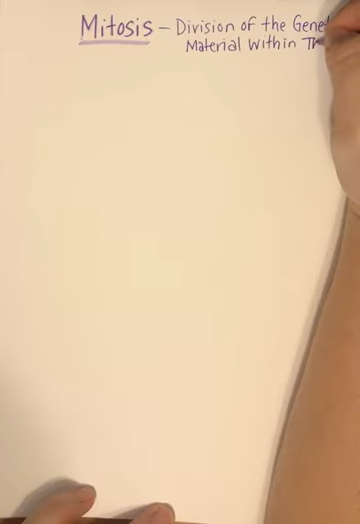 Mitosis - Division of the
Material Within